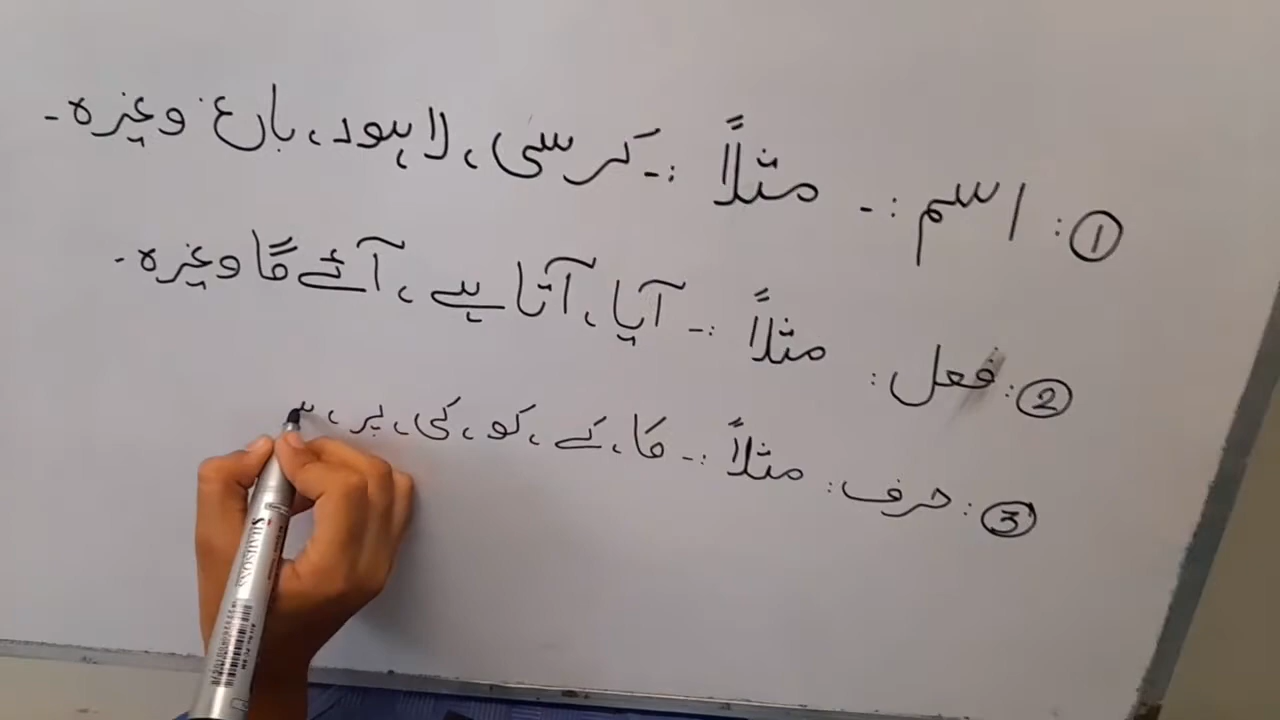 ①: اسم :۔ مثلاً :۔ کرسی، لاہور، باغ وغیرہ۔
②: فعل: مثلاً :۔ آیا، آتا ہے، آئے گا وغیرہ۔
③: حرف: مثلاً :۔ کا، کے، کو، کی، پر،
SIMSONS